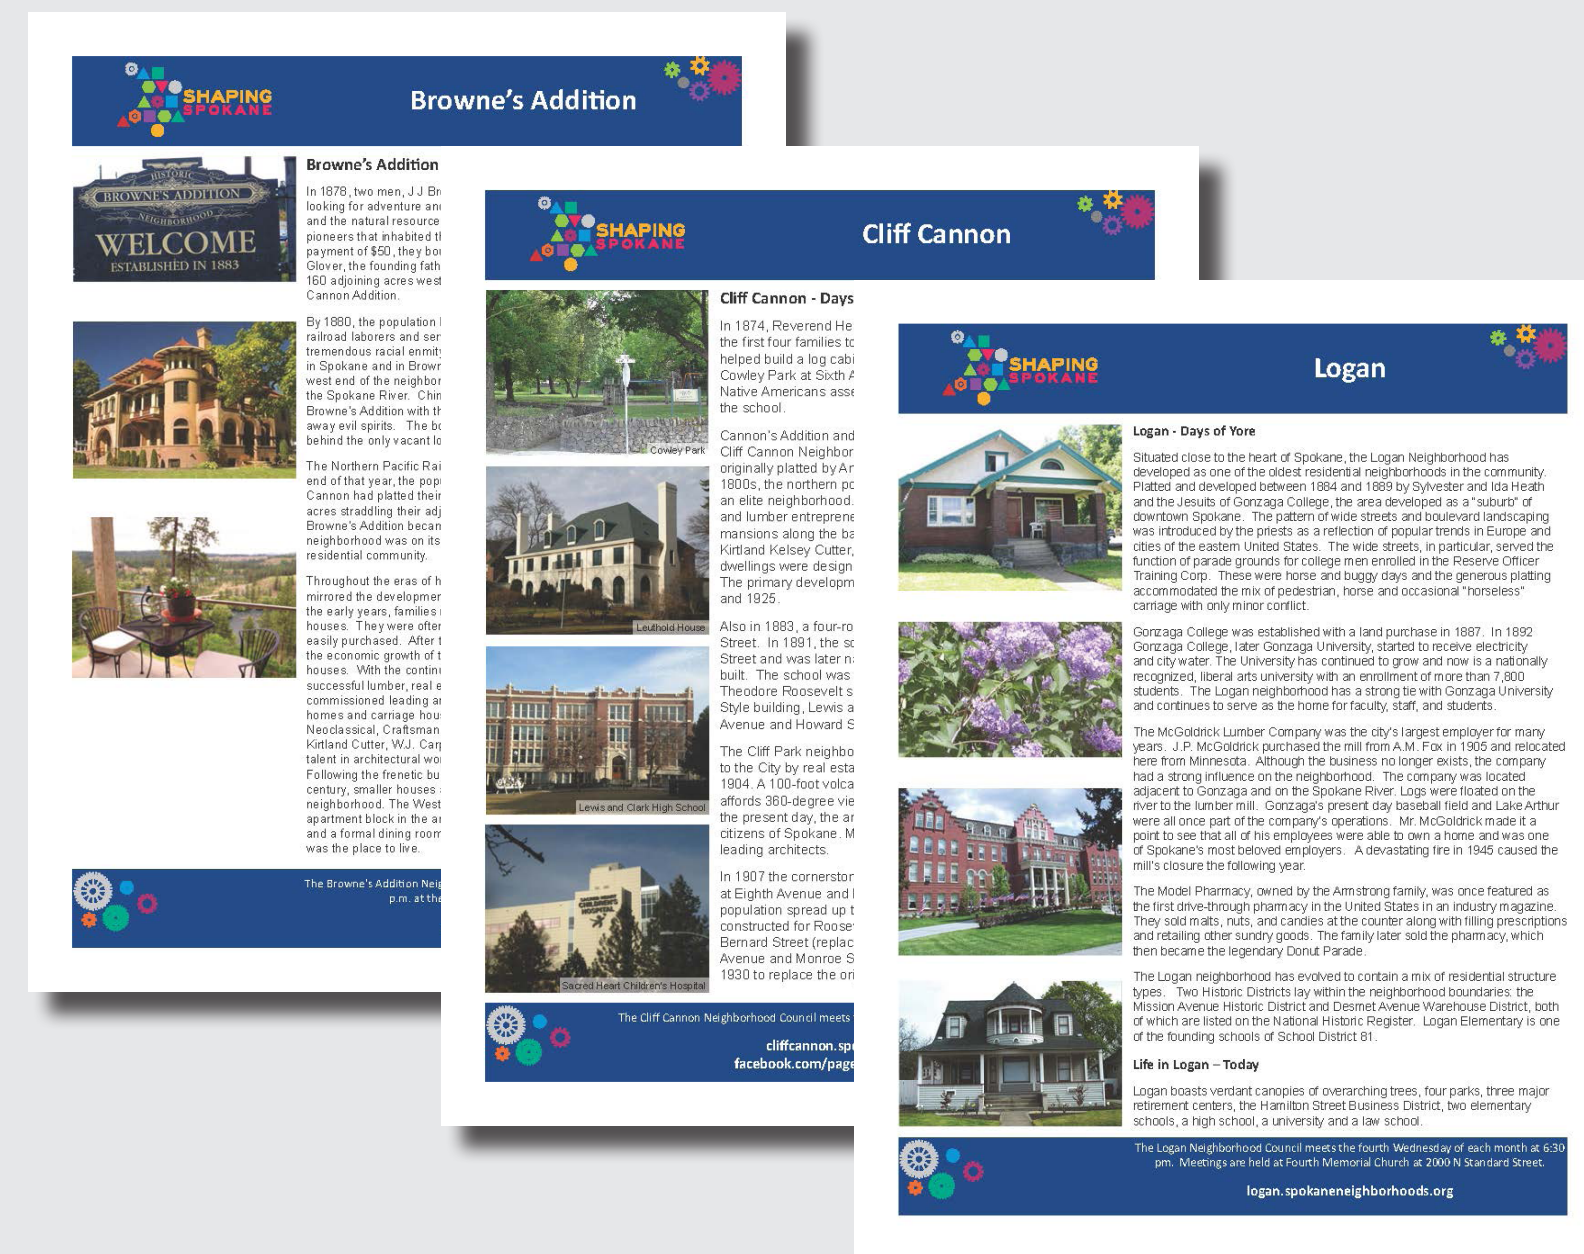 SHAPING
SPOKANE
Browne's Addition
HISTORIC
BROWNE'S ADDITION
NEIGHBORHOOD
WELCOME
ESTABLISHED IN 1883
Browne's Addition
In 1878, two men, J J Br
looking for adventure and
and the natural resource
pioneers that inhabited th
payment of $50, they bou
Glover, the founding fath
160 adjoining acres west
Cannon Addition.
By 1880, the population
railroad laborers and ser
tremendous racial enmity
in Spokane and in Brown
west end of the neighbor
the Spokane River.  Chin
Browne's Addition with th
away evil spirits.  The bo
behind the only vacant lo
The Northern Pacific Rai
end of that year, the popu
Cannon had platted their
acres straddling their adj
Browne's Addition becam
neighborhood was on its
residential community.
Throughout the eras of h
mirrored the developmen
the early years, families
houses.  They were often
easily purchased.  After t
the economic growth of t
houses.  With the continu
successful lumber, real e
commissioned leading ar
homes and carriage hous
Neoclassical, Craftsman
Kirtland Cutter, W.J. Carp
talent in architectural wo
Following the frenetic bu
century, smaller houses
neighborhood. The West
apartment block in the ar
and a formal dining room
was the place to live.
The Browne's Addition Neig
p.m. at the
SHAPING
SPOKANE
Cliff Cannon
Cowley Park
Leuthold House
Lewis and Clark High School
Sacred Heart Children's Hospital
Cliff Cannon - Days
In 1874, Reverend He
the first four families to
helped build a log cabi
Cowley Park at Sixth A
Native Americans asse
the school.
Cannon's Addition and
Cliff Cannon Neighbor
originally platted by Ar
1800s, the northern po
an elite neighborhood.
and lumber entreprene
mansions along the ba
Kirtland Kelsey Cutter,
dwellings were design
The primary developm
and 1925.
Also in 1883, a four-ro
Street.  In 1891, the sc
Street and was later n
built.  The school was
Theodore Roosevelt s
Style building, Lewis a
Avenue and Howard S
The Cliff Park neighbo
to the City by real esta
1904. A 100-foot volca
affords 360-degree vie
the present day, the ar
citizens of Spokane. M
leading architects.
In 1907 the cornerston
at Eighth Avenue and
population spread up t
constructed for Roosev
Bernard Street (replac
Avenue and Monroe S
1930 to replace the ori
The Cliff Cannon Neighborhood Council meets
cliffcannon.spo
facebook.com/page
SHAPING
SPOKANE
Logan
Logan - Days of Yore
Situated close to the heart of Spokane, the Logan Neighborhood has
developed as one of the oldest residential neighborhoods in the community.
Platted and developed between 1884 and 1889 by Sylvester and Ida Heath
and the Jesuits of Gonzaga College, the area developed as a "suburb" of
downtown Spokane.  The pattern of wide streets and boulevard landscaping
was introduced by the priests as a reflection of popular trends in Europe and
cities of the eastern United States.  The wide streets, in particular, served the
function of parade grounds for college men enrolled in the Reserve Officer
Training Corp.  These were horse and buggy days and the generous platting
accommodated the mix of pedestrian, horse and occasional "horseless"
carriage with only minor conflict.
Gonzaga College was established with a land purchase in 1887.  In 1892
Gonzaga College, later Gonzaga University, started to receive electricity
and city water. The University has continued to grow and now is a nationally
recognized, liberal arts university with an enrollment of more than 7,800
students.  The Logan neighborhood has a strong tie with Gonzaga University
and continues to serve as the home for faculty, staff, and students.
The McGoldrick Lumber Company was the city's largest employer for many
years.  J.P. McGoldrick purchased the mill from A.M. Fox in 1905 and relocated
here from Minnesota.  Although the business no longer exists, the company
had a strong influence on the neighborhood.  The company was located
adjacent to Gonzaga and on the Spokane River. Logs were floated on the
river to the lumber mill.  Gonzaga's present day baseball field and Lake Arthur
were all once part of the company's operations.  Mr. McGoldrick made it a
point to see that all of his employees were able to own a home and was one
of Spokane's most beloved employers.  A devastating fire in 1945 caused the
mill's closure the following year.
The Model Pharmacy, owned by the Armstrong family, was once featured as
the first drive-through pharmacy in the United States in an industry magazine.
They sold malts, nuts, and candies at the counter along with filling prescriptions
and retailing other sundry goods. The family later sold the pharmacy, which
then became the legendary Donut Parade.
The Logan neighborhood has evolved to contain a mix of residential structure
types.  Two Historic Districts lay within the neighborhood boundaries: the
Mission Avenue Historic District and Desmet Avenue Warehouse District, both
of which are listed on the National Historic Register.  Logan Elementary is one
of the founding schools of School District 81.
Life in Logan – Today
Logan boasts verdant canopies of overarching trees, four parks, three major
retirement centers, the Hamilton Street Business District, two elementary
schools, a high school, a university and a law school.
The Logan Neighborhood Council meets the fourth Wednesday of each month at 6:30
pm.  Meetings are held at Fourth Memorial Church at 2000 N Standard Street.
logan.spokaneneighborhoods.org